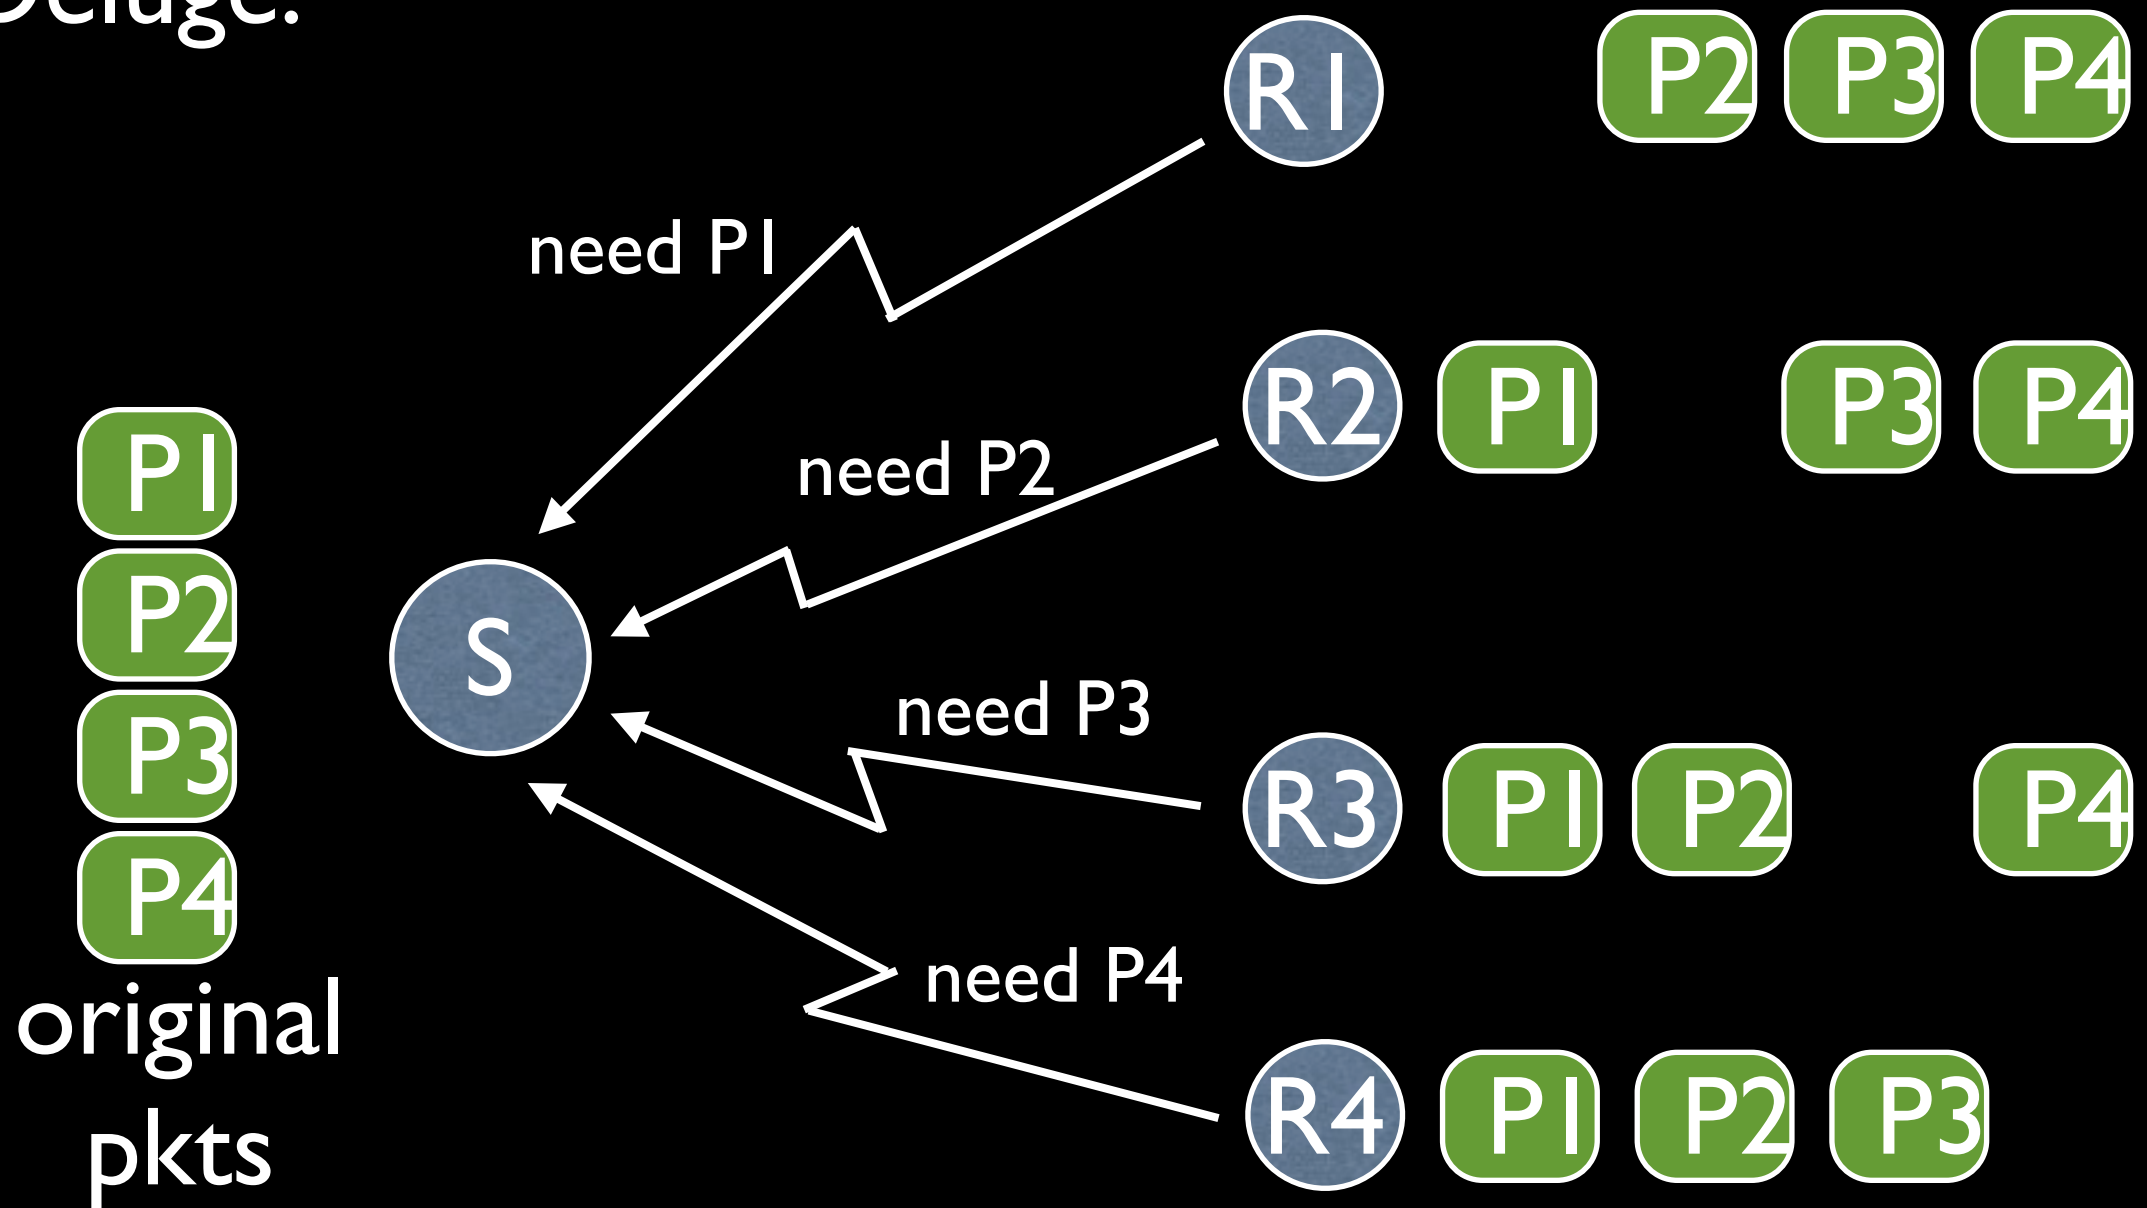 Deluge:
R1 P2 P3 P4
need P1
R2 P1 P3 P4
need P2
P1
P2
S
need P3
P3
R3 P1 P2 P4
P4
need P4
original
pkts
R4 P1 P2 P3